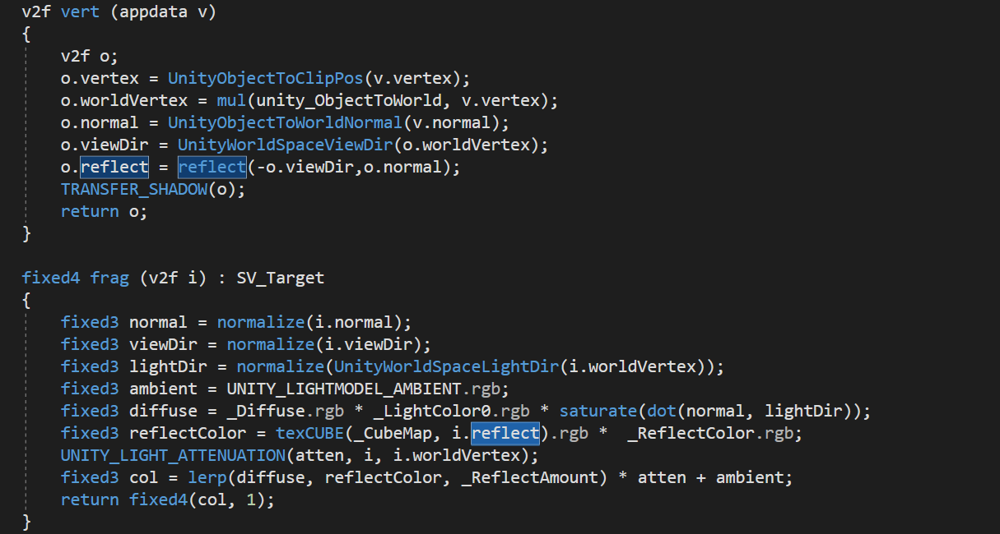 v2f vert (appdata v)
{
    v2f o;
    o.vertex = UnityObjectToClipPos(v.vertex);
    o.worldVertex = mul(unity_ObjectToWorld, v.vertex);
    o.normal = UnityObjectToWorldNormal(v.normal);
    o.viewDir = UnityWorldSpaceViewDir(o.worldVertex);
    o.reflect = reflect(-o.viewDir,o.normal);
    TRANSFER_SHADOW(o);
    return o;
}

fixed4 frag (v2f i) : SV_Target
{
    fixed3 normal = normalize(i.normal);
    fixed3 viewDir = normalize(i.viewDir);
    fixed3 lightDir = normalize(UnityWorldSpaceLightDir(i.worldVertex));
    fixed3 ambient = UNITY_LIGHTMODEL_AMBIENT.rgb;
    fixed3 diffuse = _Diffuse.rgb * _LightColor0.rgb * saturate(dot(normal, lightDir));
    fixed3 reflectColor = texCUBE(_CubeMap, i.reflect).rgb *  _ReflectColor.rgb;
    UNITY_LIGHT_ATTENUATION(atten, i, i.worldVertex);
    fixed3 col = lerp(diffuse, reflectColor, _ReflectAmount) * atten + ambient;
    return fixed4(col, 1);
}